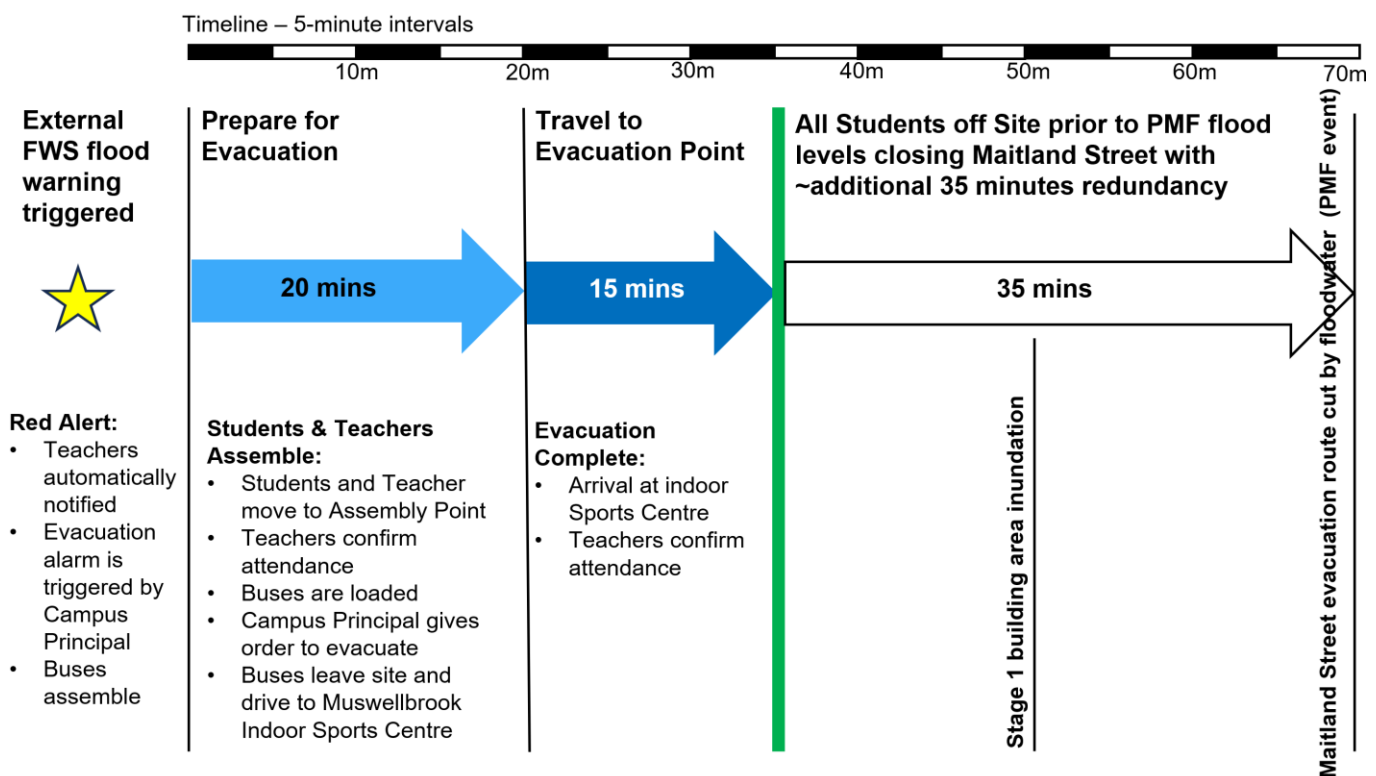 Timeline – 5-minute intervals
10m
20m
30m
40m
50m
60m
70m
External
FWS flood
warning
triggered
Prepare for
Evacuation
Travel to
Evacuation Point
All Students off Site prior to PMF flood
levels closing Maitland Street with
~additional 35 minutes redundancy
20 mins
15 mins
35 mins
Red Alert:
• Teachers
automatically
notified
• Evacuation
alarm is
triggered by
Campus
Principal
• Buses
assemble
Students & Teachers
Assemble:
• Students and Teacher
move to Assembly Point
• Teachers confirm
attendance
• Buses are loaded
• Campus Principal gives
order to evacuate
• Buses leave site and
drive to Muswellbrook
Indoor Sports Centre
Evacuation
Complete:
• Arrival at indoor
Sports Centre
• Teachers confirm
attendance
Stage 1 building area inundation
Maitland Street evacuation route cut by floodwater (PMF event)